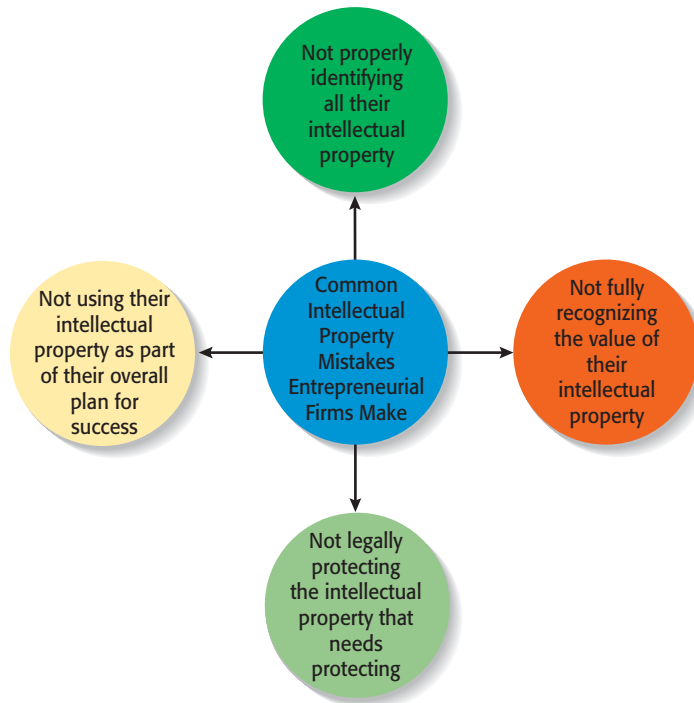 Not properly
identifying
all their
intellectual
property
Not using their
intellectual
property as part
of their overall
plan for
success
Common
Intellectual
Property
Mistakes
Entrepreneurial
Firms Make
Not fully
recognizing
the value of
their
intellectual
property
Not legally
protecting
the intellectual
property that
needs
protecting